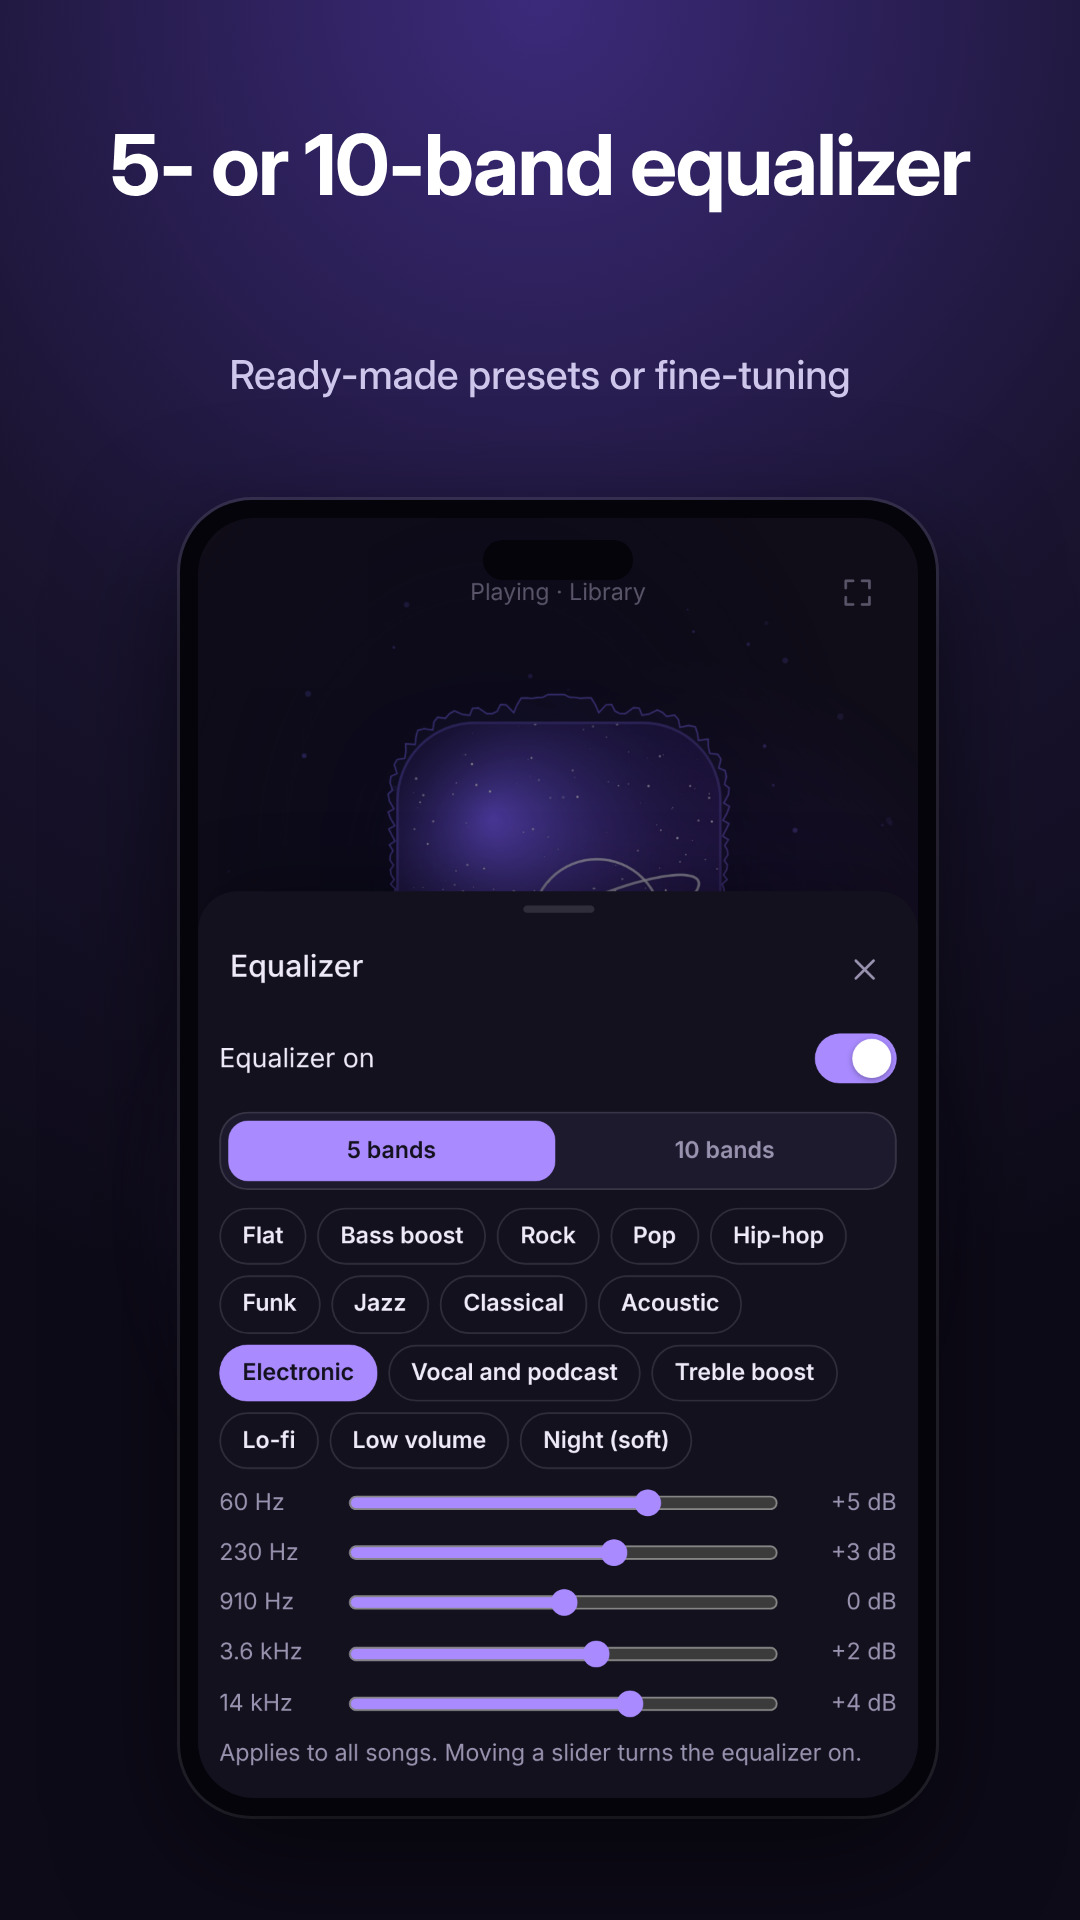 5- or 10-band equalizer
Ready-made presets or fine-tuning
Playing · Library
Equalizer
Equalizer on
5 bands 10 bands
Flat Bass boost Rock Pop Hip-hop
Funk Jazz Classical Acoustic
Electronic Vocal and podcast Treble boost
Lo-fi Low volume Night (soft)
60 Hz +5 dB
230 Hz +3 dB
910 Hz 0 dB
3.6 kHz +2 dB
14 kHz +4 dB
Applies to all songs. Moving a slider turns the equalizer on.